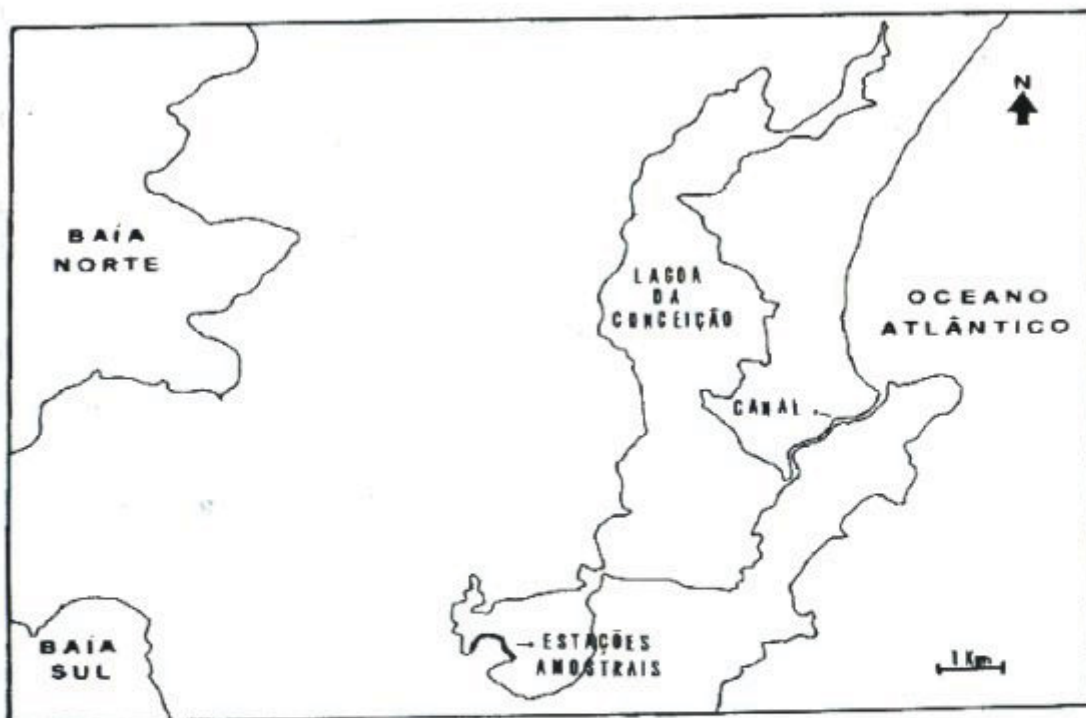 N
BAÍA
NORTE
LAGOA
DA
CONCEIÇÃO
OCEANO
ATLÂNTICO
CANAL
ESTAÇÕES
AMOSTRAIS
BAÍA
SUL
1 Km